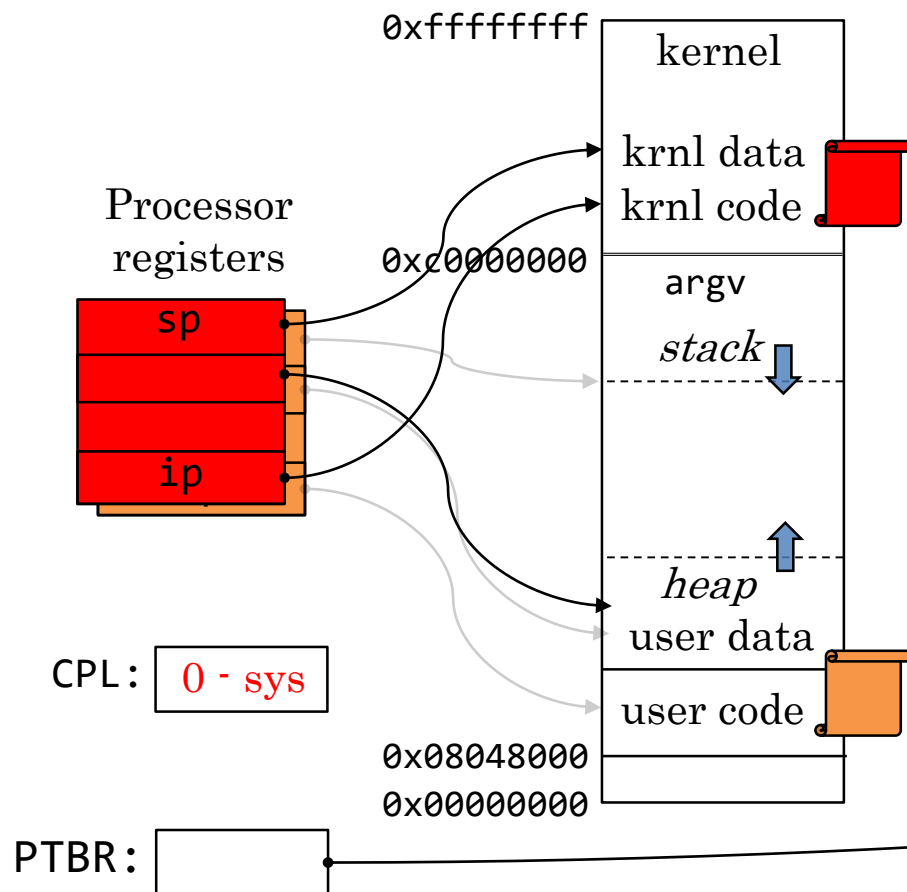 0xffffffff
kernel
krnl data
krnl code
Processor
registers
0xc0000000
argv
sp
stack
ip
heap
user data
CPL:
0 - sys
user code
0x08048000
0x00000000
PTBR: